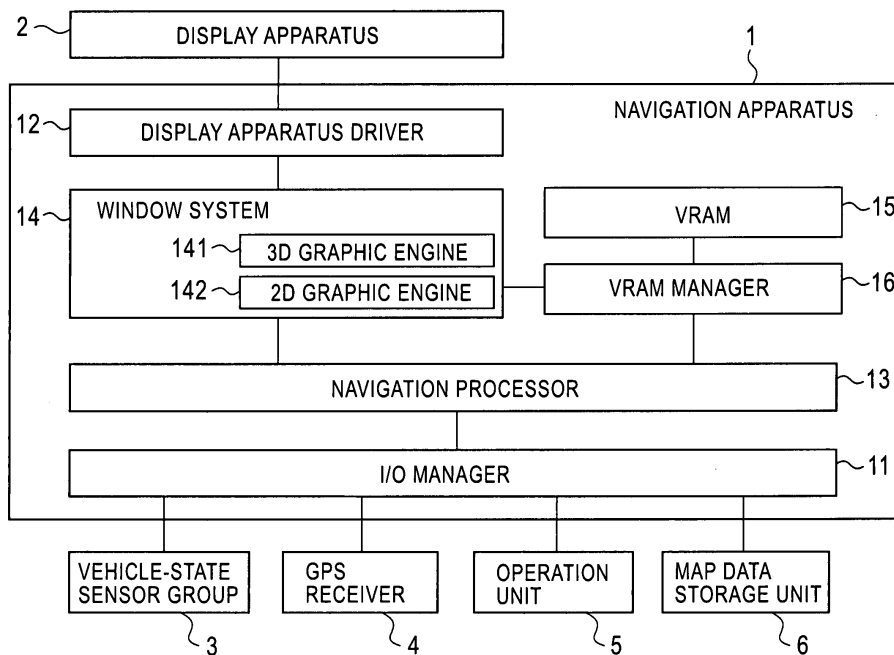 2
DISPLAY APPARATUS
1
NAVIGATION APPARATUS
12
DISPLAY APPARATUS DRIVER
14
WINDOW SYSTEM
141
3D GRAPHIC ENGINE
142
2D GRAPHIC ENGINE
VRAM
15
VRAM MANAGER
16
NAVIGATION PROCESSOR
13
I/O MANAGER
11
VEHICLE-STATE
SENSOR GROUP
3
GPS
RECEIVER
4
OPERATION
UNIT
5
MAP DATA
STORAGE UNIT
6